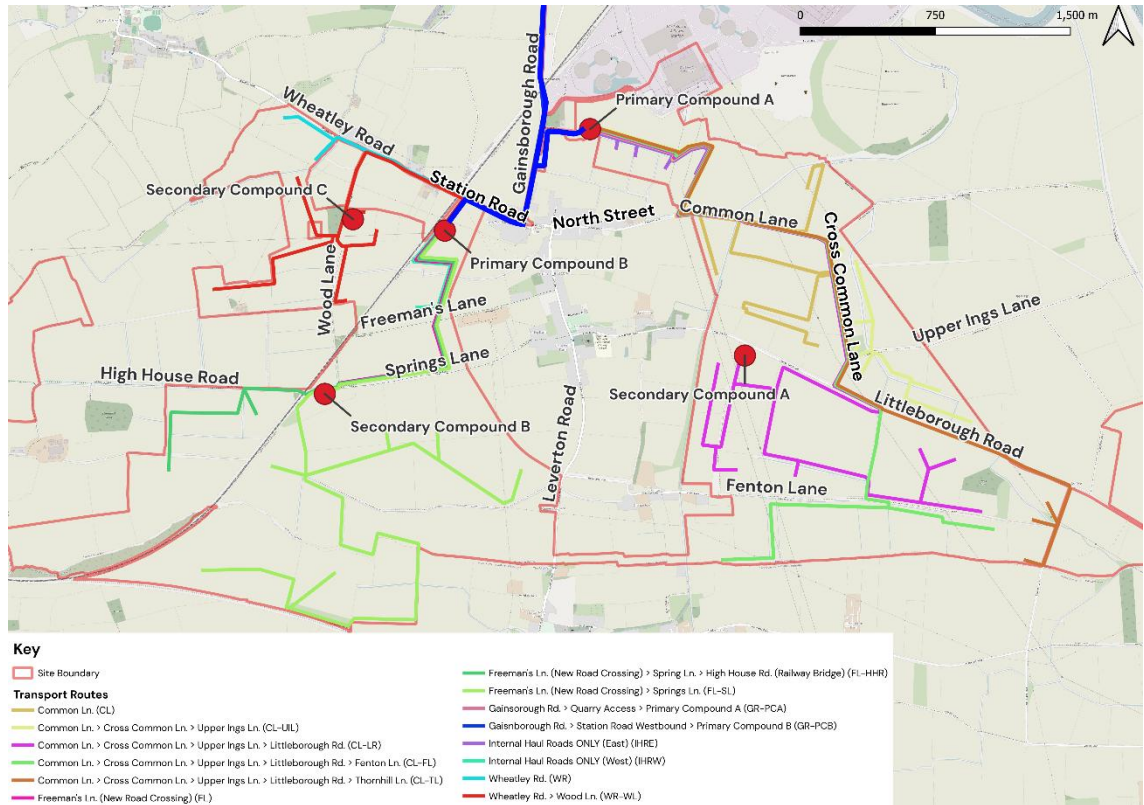 0 750 1,500 m
Primary Compound A
Wheatley Road
Gainsborough Road
Secondary Compound C
Station Road
North Street
Common Lane
Cross Common Lane
Primary Compound B
Wood Lane
Freeman's Lane
Upper Ings Lane
Springs Lane
High House Road
Secondary Compound A
Secondary Compound B
Littleborough Road
Leverton Road
Fenton Lane
Key
Site Boundary
Transport Routes
Common Ln. (CL)
Common Ln. > Cross Common Ln. > Upper Ings Ln. (CL-UIL)
Common Ln. > Cross Common Ln. > Upper Ings Ln. > Littleborough Rd. (CL-LR)
Common Ln. > Cross Common Ln. > Upper Ings Ln. > Littleborough Rd. > Fenton Ln. (CL-FL)
Common Ln. > Cross Common Ln. > Upper Ings Ln. > Littleborough Rd. > Thornhill Ln. (CL-TL)
Freeman's Ln. (New Road Crossing) (FL)
Freeman's Ln. (New Road Crossing) > Spring Ln. > High House Rd. (Railway Bridge) (FL-HHR)
Freeman's Ln. (New Road Crossing) > Springs Ln. (FL-SL)
Gainsorough Rd. > Quarry Access > Primary Compound A (GR-PCA)
Gaisnborough Rd. > Station Road Westbound > Primary Compound B (GR-PCB)
Internal Haul Roads ONLY (East) (IHRE)
Internal Haul Roads ONLY (West) (IHRW)
Wheatley Rd. (WR)
Wheatley Rd. > Wood Ln. (WR-WL)